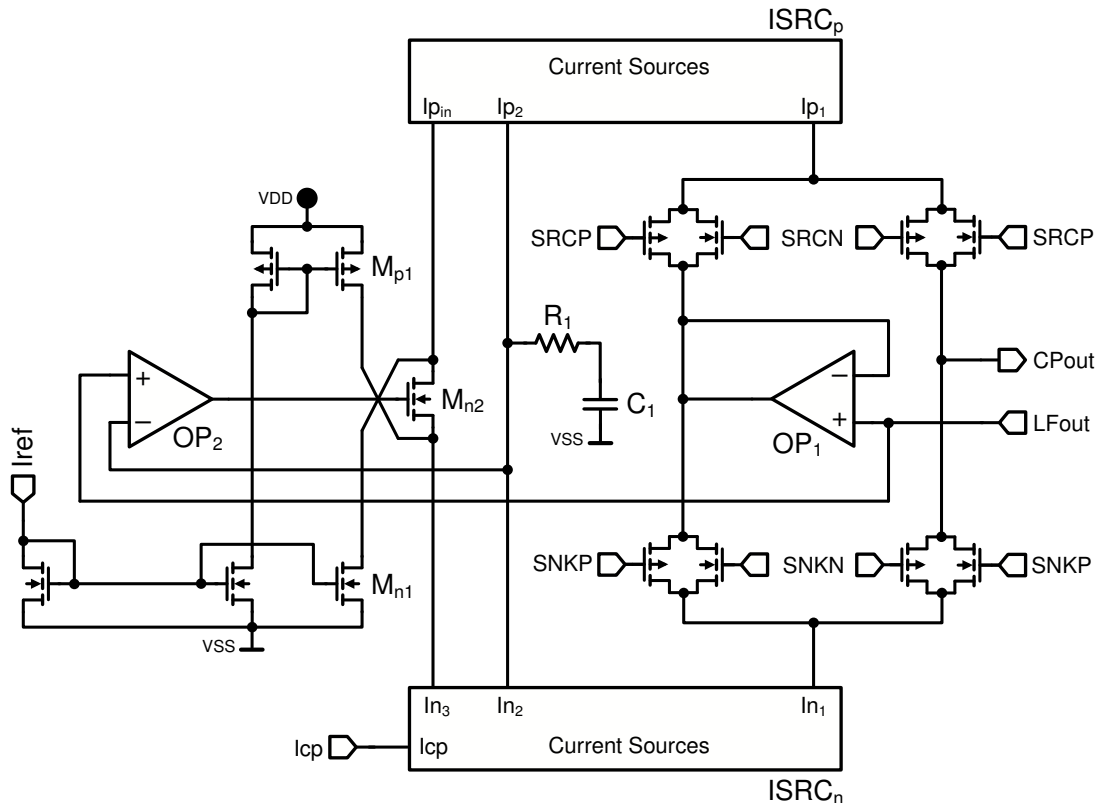 ISRCp
Current Sources
Ipin
Ip2
Ip1
VDD
SRCP
SRCN
SRCP
Mp1
R1
+
−
OP2
Mn2
C1
VSS
−
+
OP1
CPout
LFout
Iref
SNKP
SNKN
SNKP
Mn1
VSS
In3
In2
In1
Icp
Icp
Current Sources
ISRCn